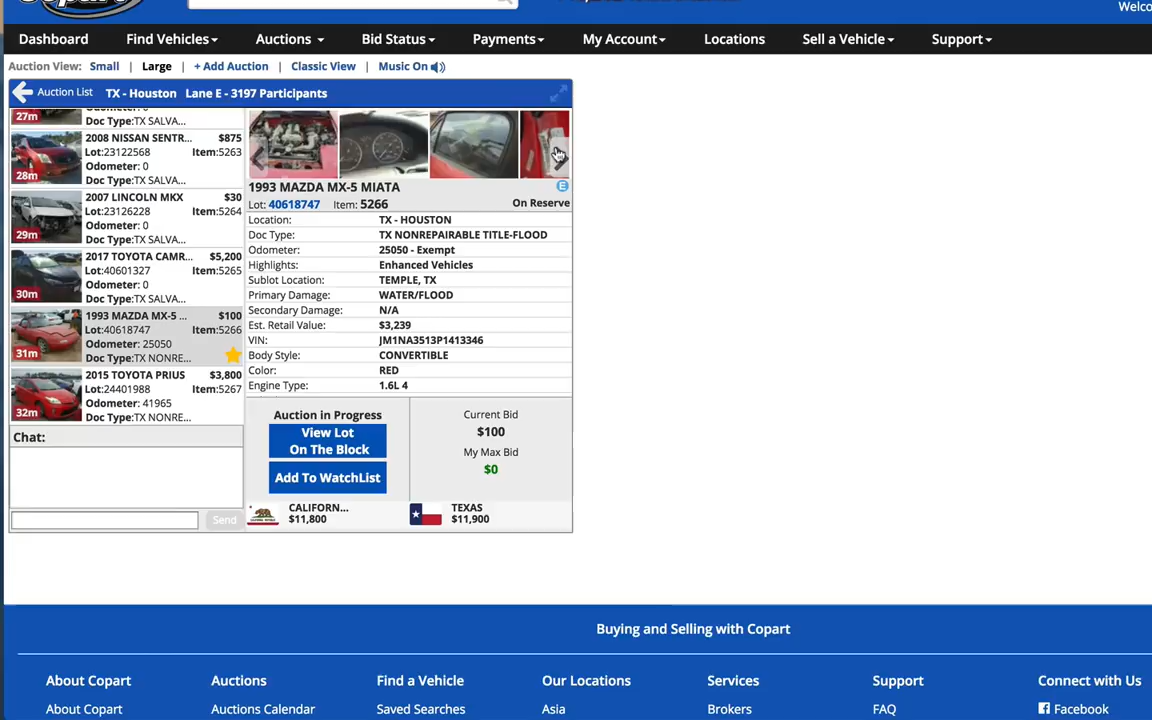 Copart
Welco
Dashboard Find Vehicles Auctions Bid Status Payments My Account Locations Sell a Vehicle Support
Auction View: Small | Large + Add Auction Classic View Music On
Auction List TX - Houston Lane E - 3197 Participants
27m
Doc Type:TX SALVA...
2008 NISSAN SENTR... $875
Lot:23122568 Item:5263
Odometer: 0
28m
Doc Type:TX SALVA...
2007 LINCOLN MKX $30
Lot:23126228 Item:5264
Odometer: 0
29m
Doc Type:TX SALVA...
2017 TOYOTA CAMR... $5,200
Lot:40601327 Item:5265
Odometer: 0
30m
Doc Type:TX SALVA...
1993 MAZDA MX-5 ... $100
Lot:40618747 Item:5266
Odometer: 25050
31m
Doc Type:TX NONRE...
2015 TOYOTA PRIUS $3,800
Lot:24401988 Item:5267
Odometer: 41965
32m
Doc Type:TX NONRE...
Chat:
Send
1993 MAZDA MX-5 MIATA E
Lot: 40618747 Item: 5266 On Reserve
Location: TX - HOUSTON
Doc Type: TX NONREPAIRABLE TITLE-FLOOD
Odometer: 25050 - Exempt
Highlights: Enhanced Vehicles
Sublot Location: TEMPLE, TX
Primary Damage: WATER/FLOOD
Secondary Damage: N/A
Est. Retail Value: $3,239
VIN: JM1NA3513P1413346
Body Style: CONVERTIBLE
Color: RED
Engine Type: 1.6L 4
Auction in Progress
View Lot
On The Block
Add To WatchList
Current Bid
$100
My Max Bid
$0
CALIFORN...
$11,800
TEXAS
$11,900
Buying and Selling with Copart
About Copart Auctions Find a Vehicle Our Locations Services Support Connect with Us
About Copart Auctions Calendar Saved Searches Asia Brokers FAQ Facebook